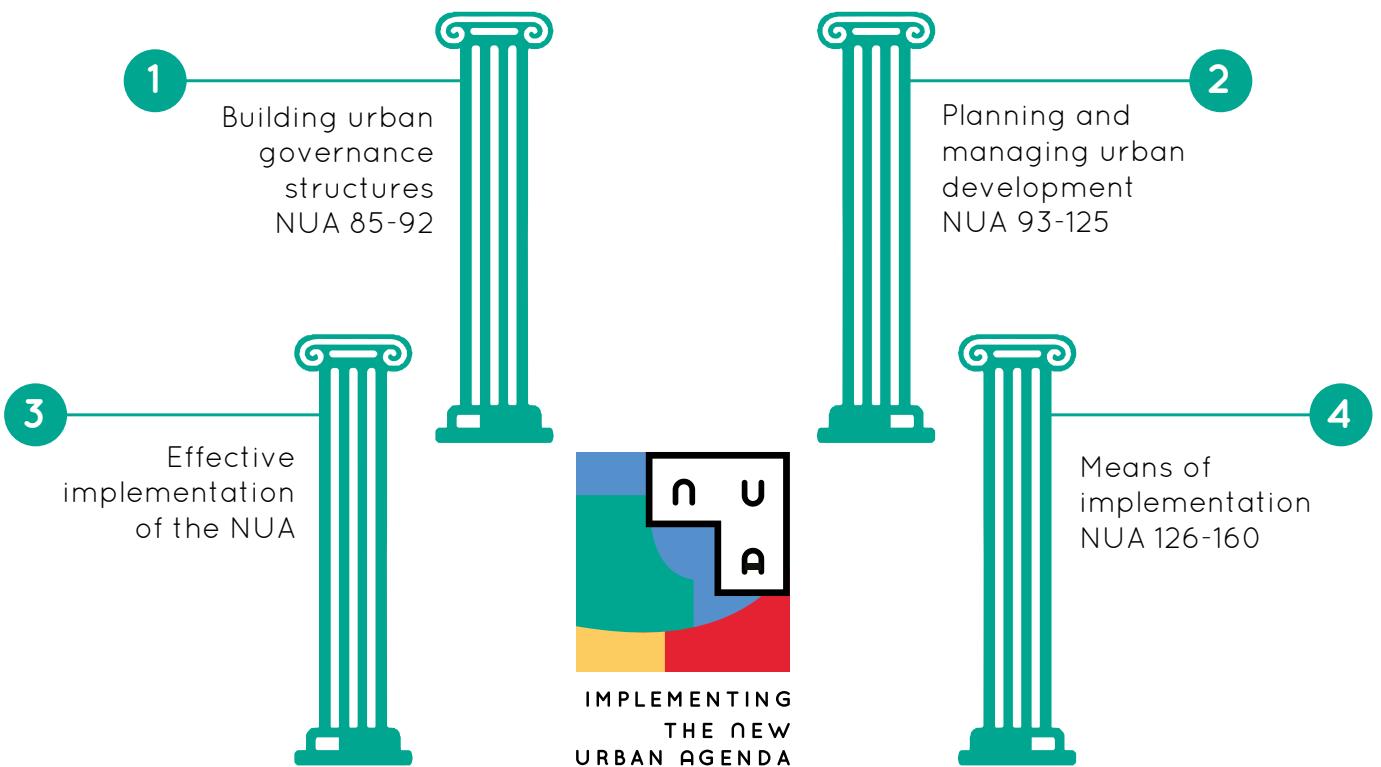 1
Building urban
governance
structures
NUA 85-92
2
Planning and
managing urban
development
NUA 93-125
3
Effective
implementation
of the NUA
4
Means of
implementation
NUA 126-160
N U
A
IMPLEMENTING
THE NEW
URBAN AGENDA